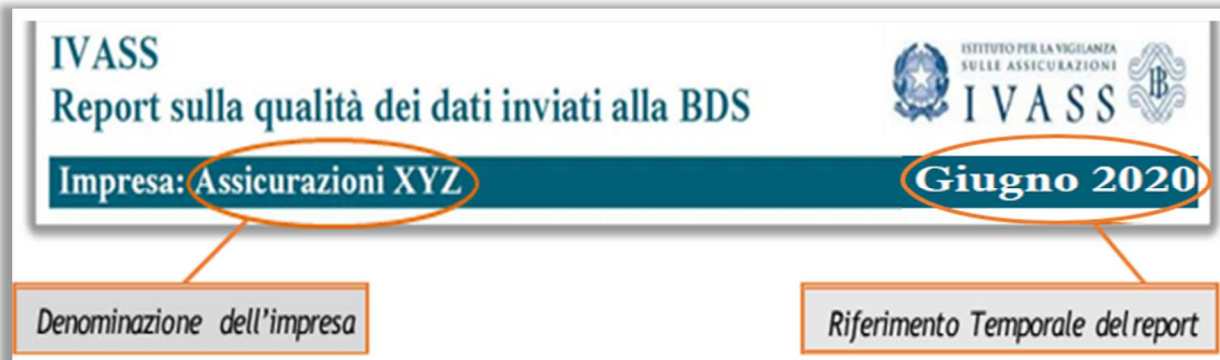 IVASS
Report sulla qualità dei dati inviati alla BDS
ISTITUTO PER LA VIGILANZA
SULLE ASSICURAZIONI
IVASS
Impresa: Assicurazioni XYZ
Giugno 2020
Denominazione dell'impresa
Riferimento Temporale del report